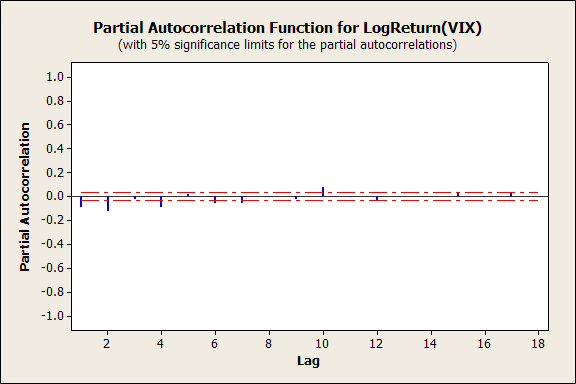 Partial Autocorrelation Function for LogReturn(VIX)
(with 5% significance limits for the partial autocorrelations)
Partial Autocorrelation
1.0
0.8
0.6
0.4
0.2
0.0
-0.2
-0.4
-0.6
-0.8
-1.0
2 4 6 8 10 12 14 16 18
Lag